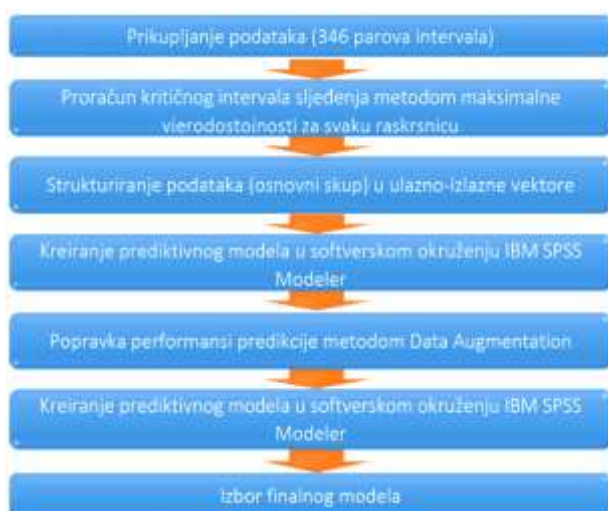 Prikupljanje podataka (346 parova intervala)
Proračun kritičnog intervala slijeđenja metodom maksimalne
vjerodostojnosti za svaku raskrsnicu
Strukturiranje podataka (osnovni skup) u ulazno-izlazne vektore
Kreiranje prediktivnog modela u softverskom okruženju IBM SPSS
Modeler
Popravka performansi predikcije metodom Data Augmentation
Kreiranje prediktivnog modela u softverskom okruženju IBM SPSS
Modeler
Izbor finalnog modela